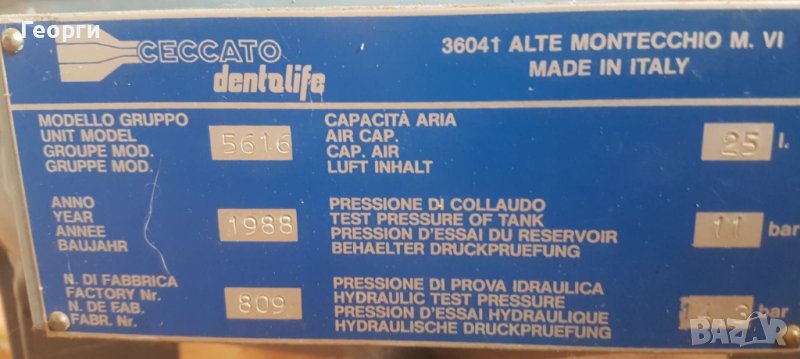 Георги
CECCATO
dentalife
36041 ALTE MONTECCHIO M. VI
MADE IN ITALY
MODELLO GRUPPO
UNIT MODEL
GROUPE MOD.
GRUPPE MOD.
5616
CAPACITÀ ARIA
AIR CAP.
CAP. AIR
LUFT INHALT
25 l.
ANNO
YEAR
ANNEE
BAUJAHR
1988
PRESSIONE DI COLLAUDO
TEST PRESSURE OF TANK
PRESSION D'ESSAI DU RESERVOIR
BEHAELTER DRUCKPRUEFUNG
11 bar
N. DI FABBRICA
FACTORY Nr.
N. DE FAB.
FABR. Nr.
809
PRESSIONE DI PROVA IDRAULICA
HYDRAULIC TEST PRESSURE
PRESSION D'ESSAI HYDRAULIQUE
HYDRAULISCHE DRUCKPRUEFUNG
bar
BAZAR